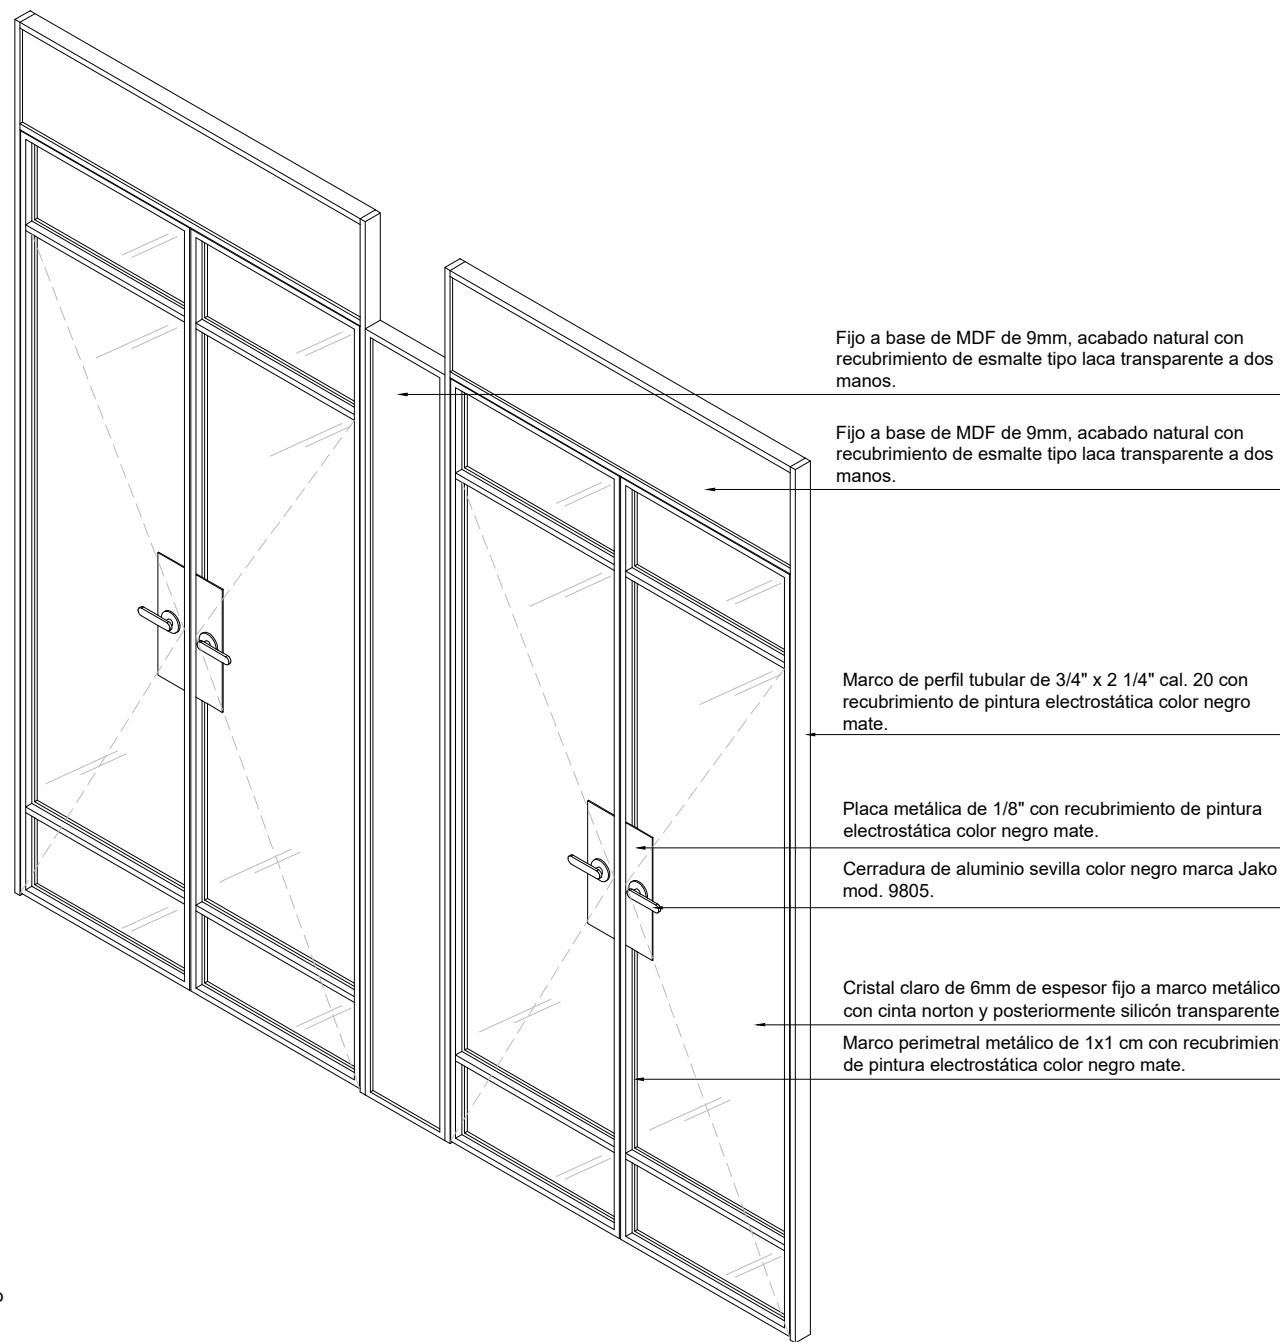 Fijo a base de MDF de 9mm, acabado natural con
recubrimiento de esmalte tipo laca transparente a dos
manos.
Fijo a base de MDF de 9mm, acabado natural con
recubrimiento de esmalte tipo laca transparente a dos
manos.
Marco de perfil tubular de 3/4" x 2 1/4" cal. 20 con
recubrimiento de pintura electrostática color negro
mate.
Placa metálica de 1/8" con recubrimiento de pintura
electrostática color negro mate.
Cerradura de aluminio sevilla color negro marca Jako
mod. 9805.
Cristal claro de 6mm de espesor fijo a marco metálico
con cinta norton y posteriormente silicón transparente
Marco perimetral metálico de 1x1 cm con recubrimien
de pintura electrostática color negro mate.